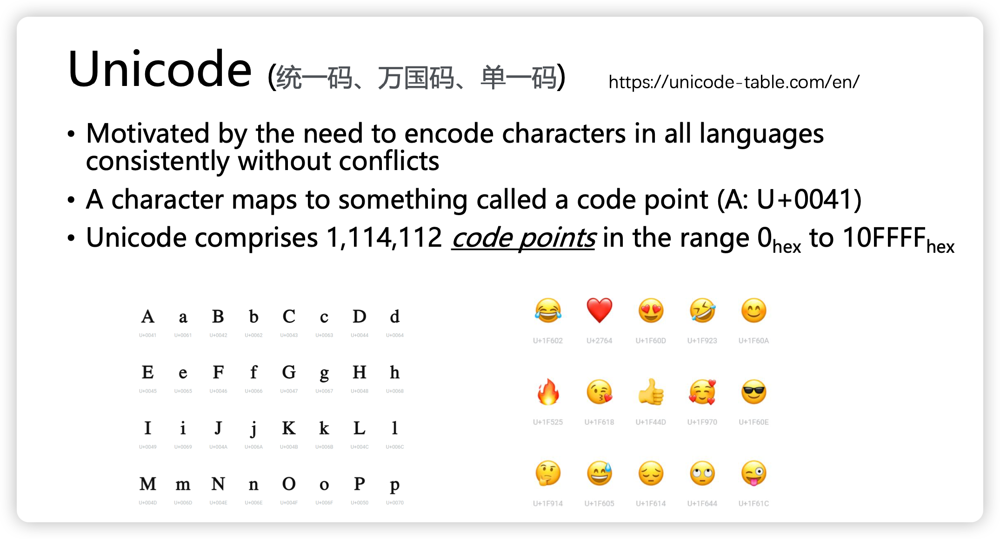 Unicode (统一码、万国码、单一码) https://unicode-table.com/en/
• Motivated by the need to encode characters in all languages
consistently without conflicts
• A character maps to something called a code point (A: U+0041)
• Unicode comprises 1,114,112 code points in the range 0hex to 10FFFFhex
A a B b C c D d
U+0041 U+0061 U+0042 U+0062 U+0043 U+0063 U+0044 U+0064
E e F f G g H h
U+0045 U+0065 U+0046 U+0066 U+0047 U+0067 U+0048 U+0068
I i J j K k L l
U+0049 U+0069 U+004A U+006A U+004B U+006B U+004C U+006C
M m N n O o P p
U+004D U+006D U+004E U+006E U+004F U+006F U+0050 U+0070
😂 ❤️ 😍 🤣 😊
U+1F602 U+2764 U+1F60D U+1F923 U+1F60A
🔥 😘 👍 🥰 😎
U+1F525 U+1F618 U+1F44D U+1F970 U+1F60E
🤔 😅 😔 🙄 😜
U+1F914 U+1F605 U+1F614 U+1F644 U+1F61C